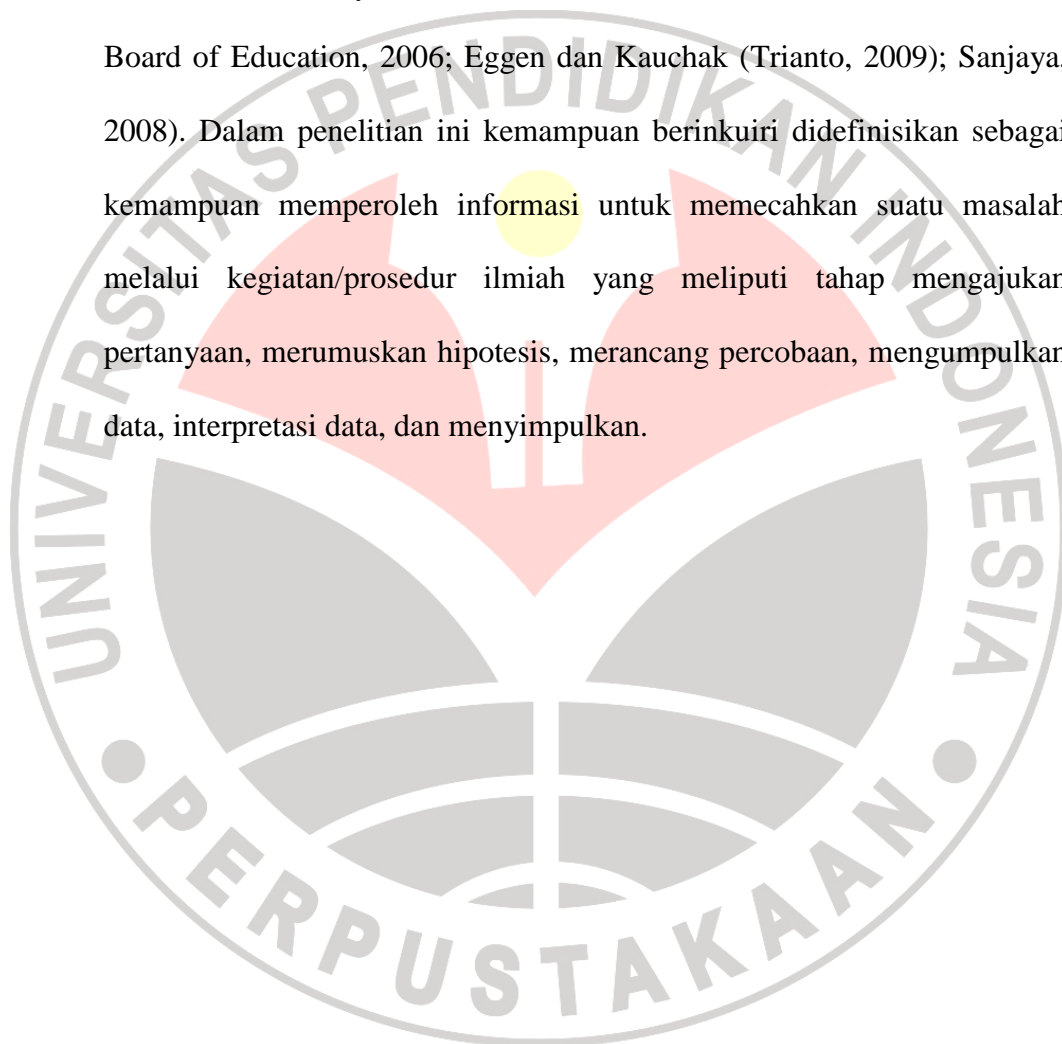 Board of Education, 2006; Eggen dan Kauchak (Trianto, 2009); Sanjaya,
2008). Dalam penelitian ini kemampuan berinkuiri didefinisikan sebagai
kemampuan memperoleh informasi untuk memecahkan suatu masalah
melalui kegiatan/prosedur ilmiah yang meliputi tahap mengajukan
pertanyaan, merumuskan hipotesis, merancang percobaan, mengumpulkan
data, interpretasi data, dan menyimpulkan.
UNIVERSITAS PENDIDIKAN INDONESIA
PERPUSTAKAAN